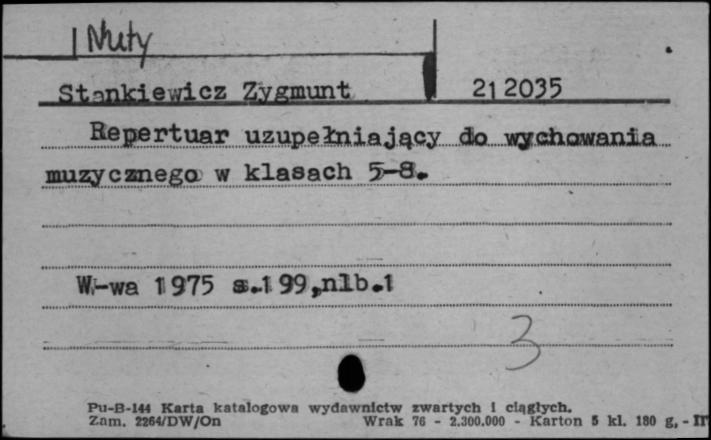 Nuty
Stankiewicz Zygmunt 212035
Repertuar uzupełniający do wychowania
muzycznego w klasach 5-8.
W-wa 1975 s.199,nlb.1
3
Pu-B-144 Karta katalogowa wydawnictw zwartych i ciągłych.
Zam. 2264/DW/On Wrak 76 - 2.300.000 - Karton 5 kl. 180 g, - II